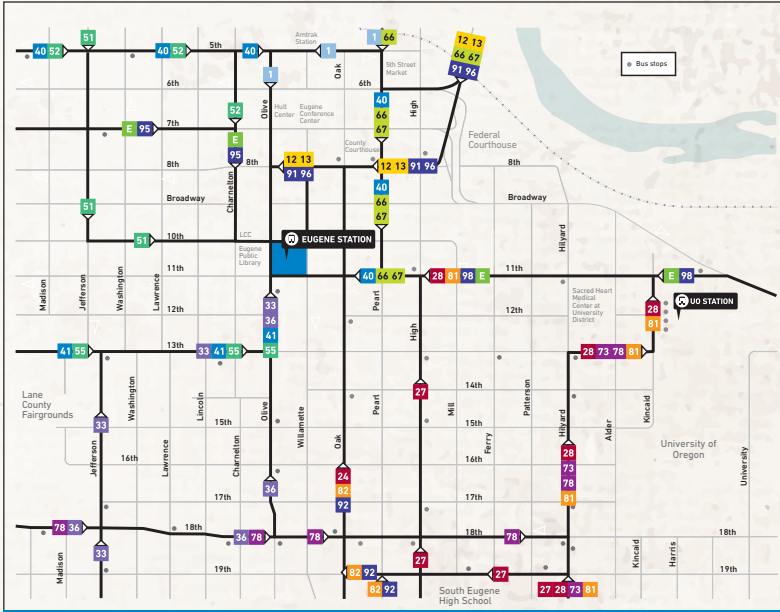 Amtrak
Station
51
1 66
12 13
66 67
91 96
40 52
40 52
5th
40
1
Bus stops
5th Street
Market
Oak
6th
6th
1
Olive
Hult
Center
Eugene
Conference
Center
High
40
66
67
52
E 95
7th
E
95
County
Courthouse
Federal
Courthouse
8th
8th
12 13
91 96
12 13 91 96
8th
Charnelton
40
66
67
Broadway
Broadway
51
51
10th
LCC
EUGENE STATION
Eugene
Public
Library
Hilyard
11th
40 66 67
28 81 98 E
11th
E 98
Madison
Jefferson
Washington
Lawrence
Pearl
Sacred Heart
Medical
Center at
University
District
UO STATION
28
81
12th
33
36
41
55
12th
High
41 55
13th
33 41 55
28 73 78 81
Lane
County
Fairgrounds
Washington
Lincoln
Olive
Willamette
Pearl
27
14th
Mill
Patterson
Hilyard
Alder
Kincaid
33
Jefferson
Lawrence
Charnelton
15th
Oak
15th
Ferry
University of
Oregon
University
16th
16th
28
73
78
81
36
24
82
92
17th
17th
78 36
18th
36 78
78
18th
78
18th
33
Madison
27
Kincaid
Harris
19th
82 92
27
19th
19th
82 92
South Eugene
High School
27 28 73 81